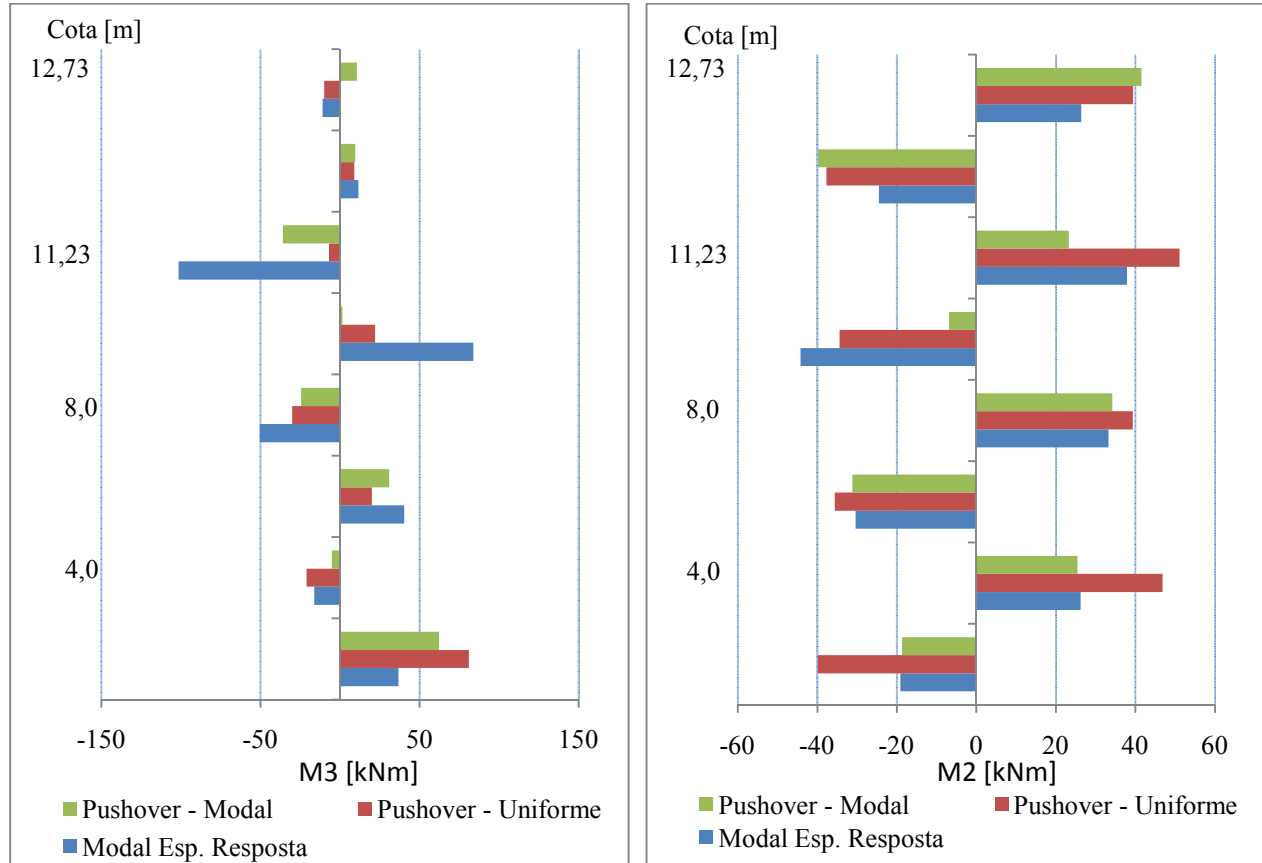 Cota [m]
12,73
11,23
8,0
4,0
-150 -50 50 150
M3 [kNm]
Pushover - Modal Pushover - Uniforme
Modal Esp. Resposta
Cota [m]
12,73
11,23
8,0
4,0
-60 -40 -20 0 20 40 60
M2 [kNm]
Pushover - Modal Pushover - Uniforme
Modal Esp. Resposta